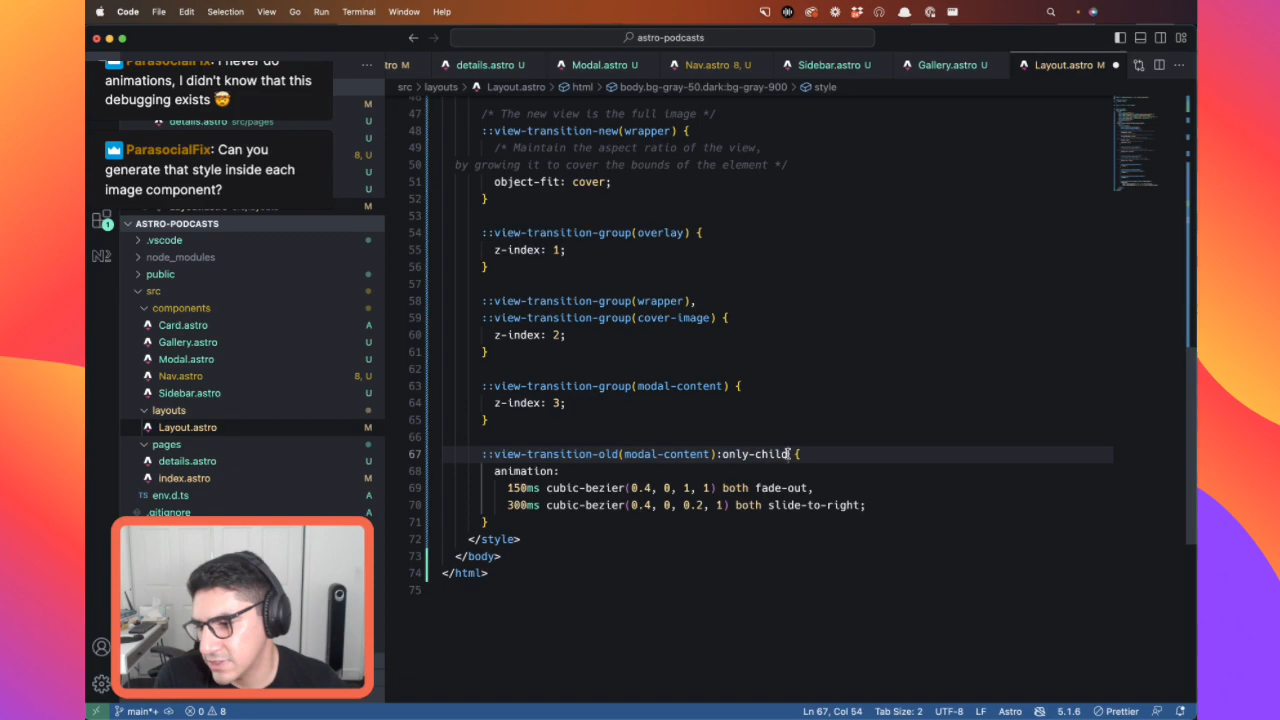 Code File Edit Selection View Go Run Terminal Window Help
astro-podcasts
ParasocialFix: I never do
animations, I didn't know that this
debugging exists 🤯
details.astro src/pages
ParasocialFix: Can you
generate that style inside each
image component?
M
M
U
M
8, U
U
M
1
N2
ASTRO-PODCASTS
.vscode
node_modules
public
src
components
Card.astro A
Gallery.astro U
Modal.astro U
Nav.astro 8, U
Sidebar.astro U
layouts
Layout.astro M
pages
details.astro U
index.astro M
env.d.ts
.gitignore
tro M details.astro U Modal.astro U Nav.astro 8, U Sidebar.astro U Gallery.astro U Layout.astro M
src > layouts > Layout.astro > html > body.bg-gray-50.dark:bg-gray-900 > style
47 /* The new view is the full image */
48 ::view-transition-new(wrapper) {
49 /* Maintain the aspect ratio of the view,
50 by growing it to cover the bounds of the element */
51 object-fit: cover;
52 }
53
54 ::view-transition-group(overlay) {
55 z-index: 1;
56 }
57
58 ::view-transition-group(wrapper),
59 ::view-transition-group(cover-image) {
60 z-index: 2;
61 }
62
63 ::view-transition-group(modal-content) {
64 z-index: 3;
65 }
66
67 ::view-transition-old(modal-content):only-child {
68 animation:
69 150ms cubic-bezier(0.4, 0, 1, 1) both fade-out,
70 300ms cubic-bezier(0.4, 0, 0.2, 1) both slide-to-right;
71 }
72 </style>
73 </body>
74 </html>
75
main*+ 0 8 Ln 67, Col 54 Tab Size: 2 UTF-8 LF Astro 5.1.6 Prettier